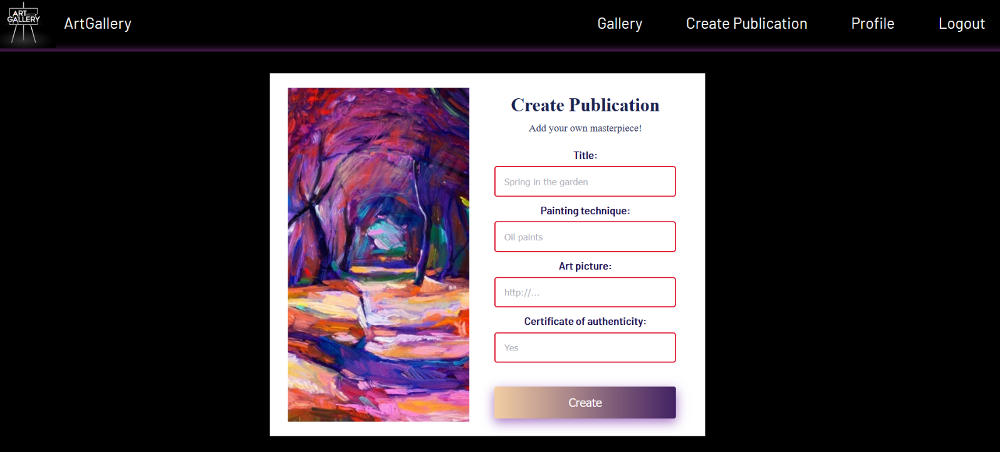 ART
GALLERY
ArtGallery
Gallery
Create Publication
Profile
Logout
Create Publication
Add your own masterpiece!
Title:
Spring in the garden
Painting technique:
Oil paints
Art picture:
http://...
Certificate of authenticity:
Yes
Create